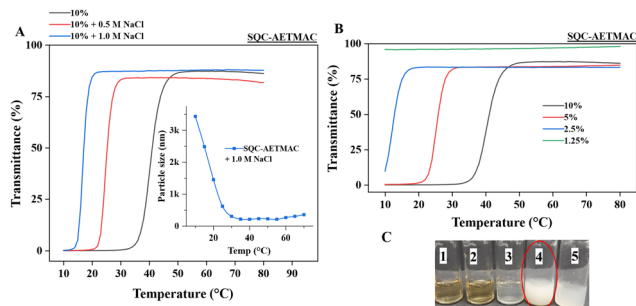 10%
10% + 0.5 M NaCl
10% + 1.0 M NaCl
A
SQC-AETMAC
100
75
50
25
0
Transmittance (%)
10 20 30 40 50 60 70 80
Temperature (°C)
3k
2k
1k
0
Particle size (nm)
SQC-AETMAC
+ 1.0 M NaCl
20 40 60
Temp (°C)
B
SQC-AETMAC
100
75
50
25
0
Transmittance (%)
10%
5%
2.5%
1.25%
10 20 30 40 50 60 70 80
Temperature (°C)
C
1 2 3 4 5